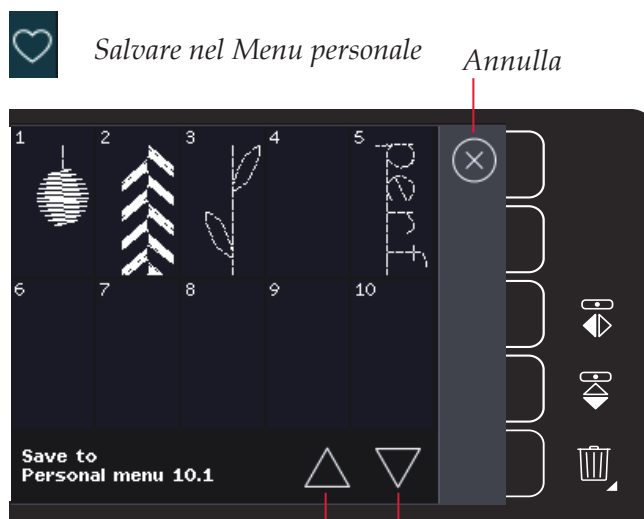 Salvare nel Menu personale
Annulla
1 2 3 4 5
perf
6 7 8 9 10
Save to
Personal menu 10.1